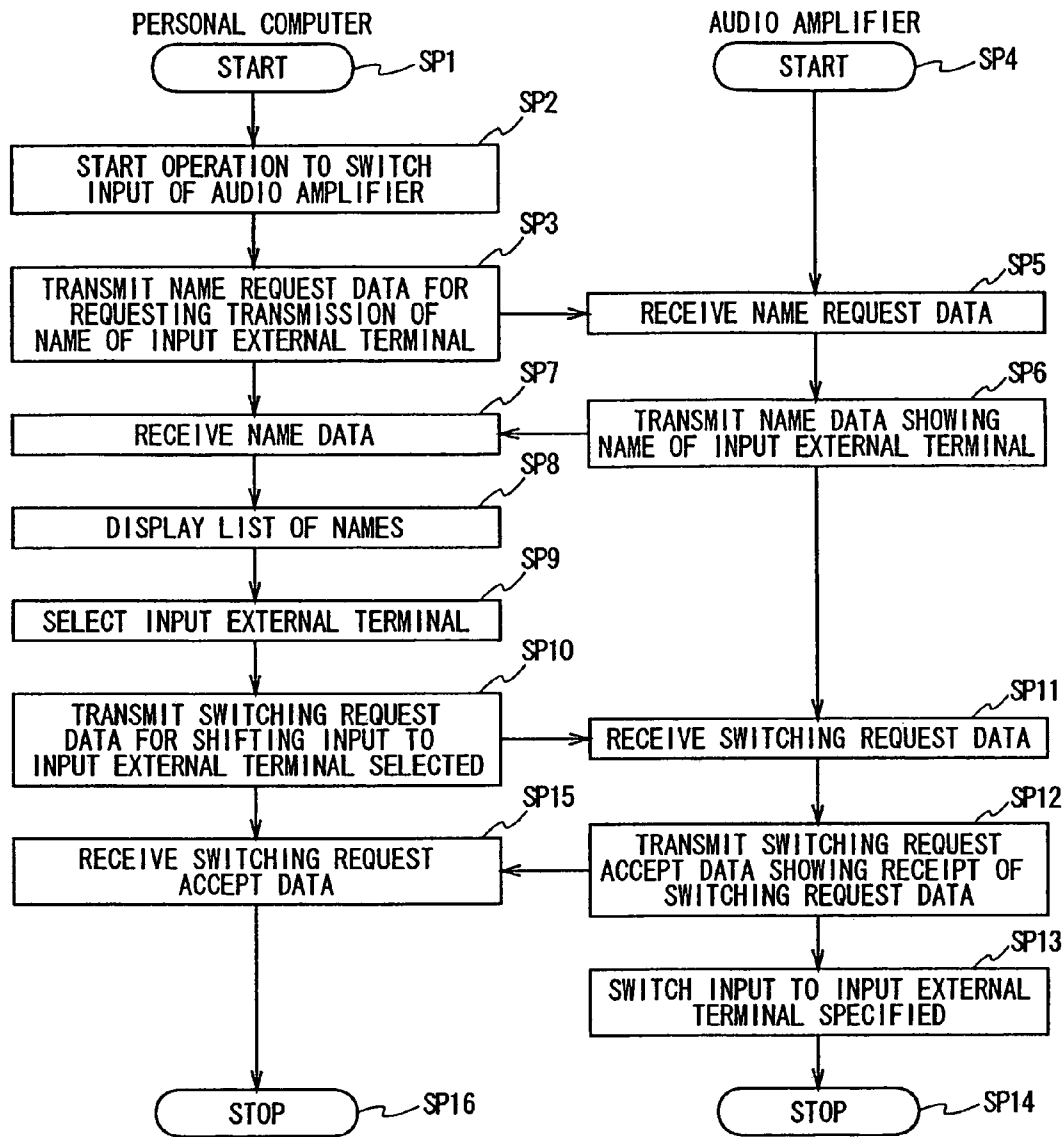 PERSONAL COMPUTER
START
SP1
SP2
START OPERATION TO SWITCH
INPUT OF AUDIO AMPLIFIER
SP3
TRANSMIT NAME REQUEST DATA FOR
REQUESTING TRANSMISSION OF
NAME OF INPUT EXTERNAL TERMINAL
SP7
RECEIVE NAME DATA
SP8
DISPLAY LIST OF NAMES
SP9
SELECT INPUT EXTERNAL TERMINAL
SP10
TRANSMIT SWITCHING REQUEST
DATA FOR SHIFTING INPUT TO
INPUT EXTERNAL TERMINAL SELECTED
SP15
RECEIVE SWITCHING REQUEST
ACCEPT DATA
STOP
SP16
AUDIO AMPLIFIER
START
SP4
SP5
RECEIVE NAME REQUEST DATA
SP6
TRANSMIT NAME DATA SHOWING
NAME OF INPUT EXTERNAL TERMINAL
SP11
RECEIVE SWITCHING REQUEST DATA
SP12
TRANSMIT SWITCHING REQUEST
ACCEPT DATA SHOWING RECEIPT OF
SWITCHING REQUEST DATA
SP13
SWITCH INPUT TO INPUT EXTERNAL
TERMINAL SPECIFIED
STOP
SP14